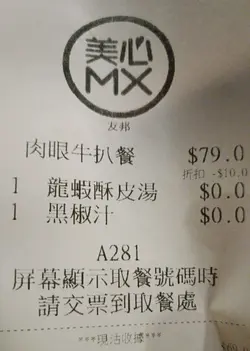 美心
MX
友邦
肉眼牛扒餐 $79.0
折扣 -$10.0
1 龍蝦酥皮湯 $0.0
1 黑椒汁 $0.0
A281
屏幕顯示取餐號碼時
請交票到取餐處
***現沽收據***